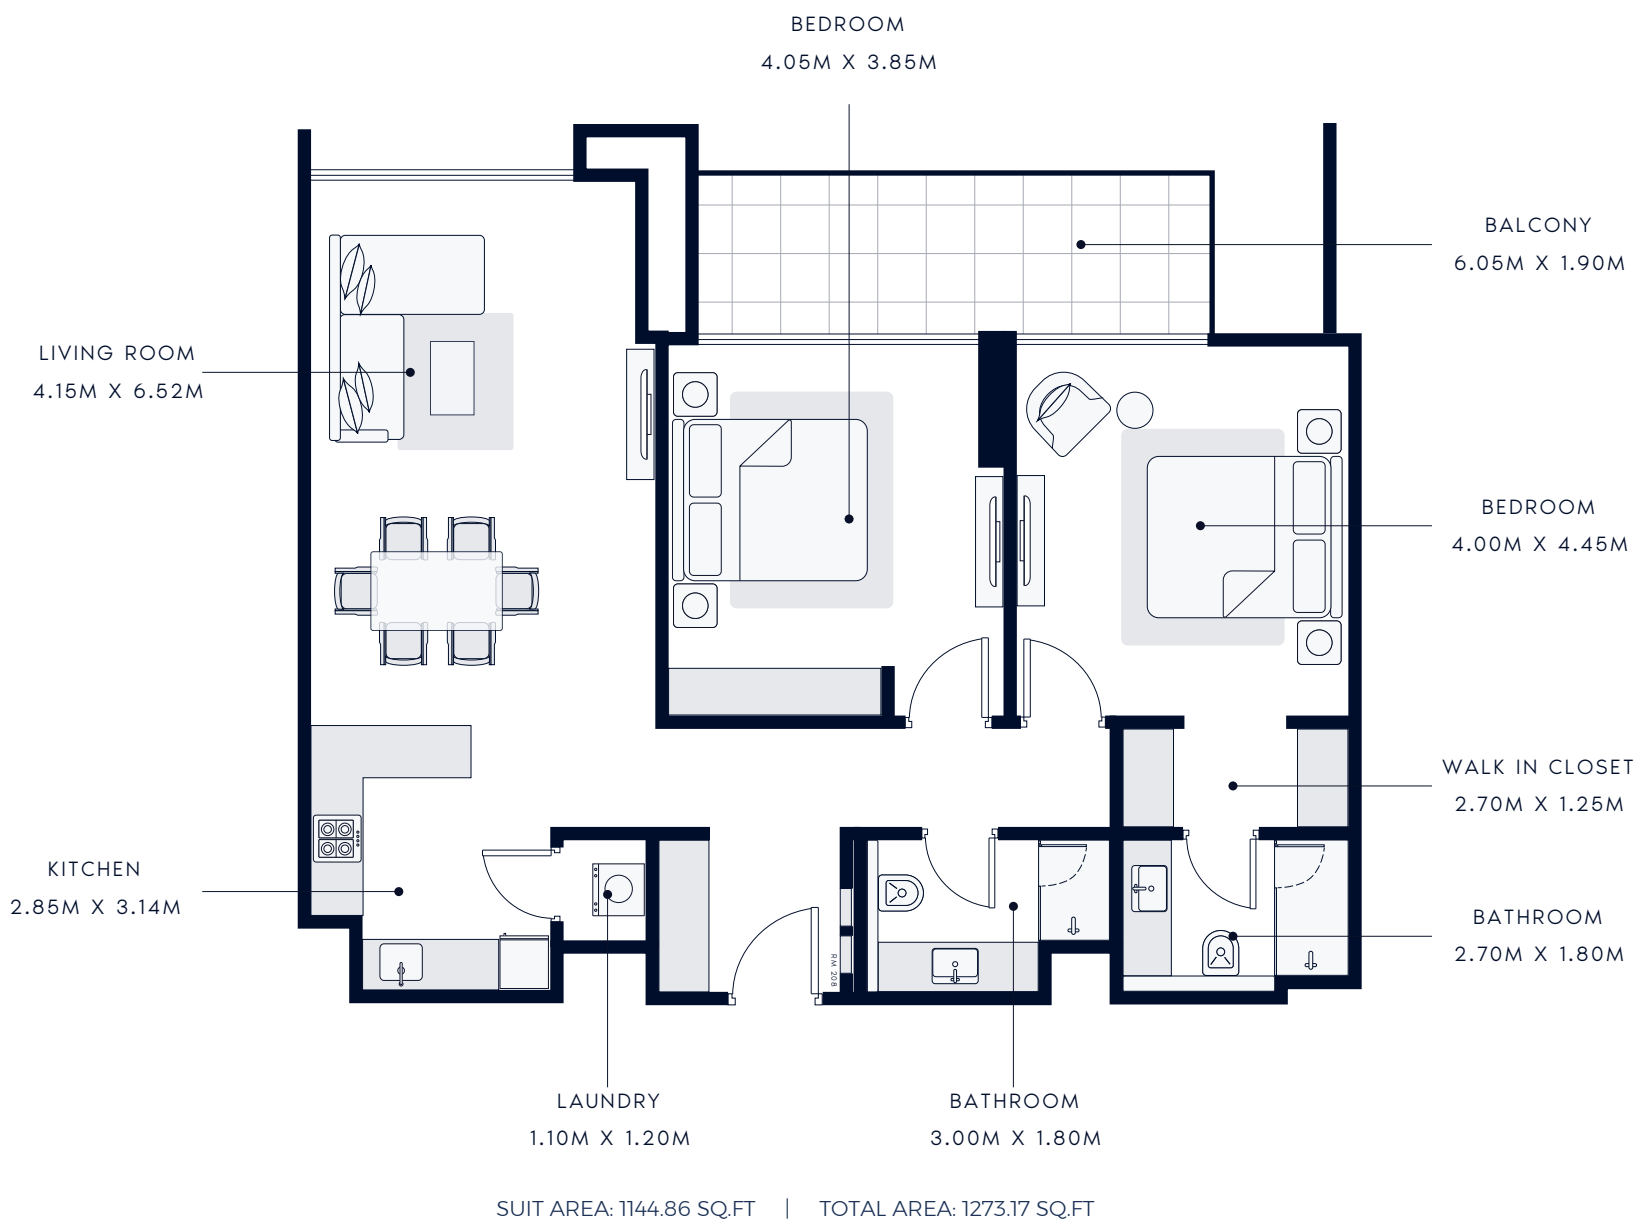 BEDROOM
4.05M X 3.85M
BALCONY
6.05M X 1.90M
LIVING ROOM
4.15M X 6.52M
BEDROOM
4.00M X 4.45M
WALK IN CLOSET
2.70M X 1.25M
KITCHEN
2.85M X 3.14M
BATHROOM
2.70M X 1.80M
RM 208
LAUNDRY
1.10M X 1.20M
BATHROOM
3.00M X 1.80M
SUIT AREA: 1144.86 SQ.FT | TOTAL AREA: 1273.17 SQ.FT